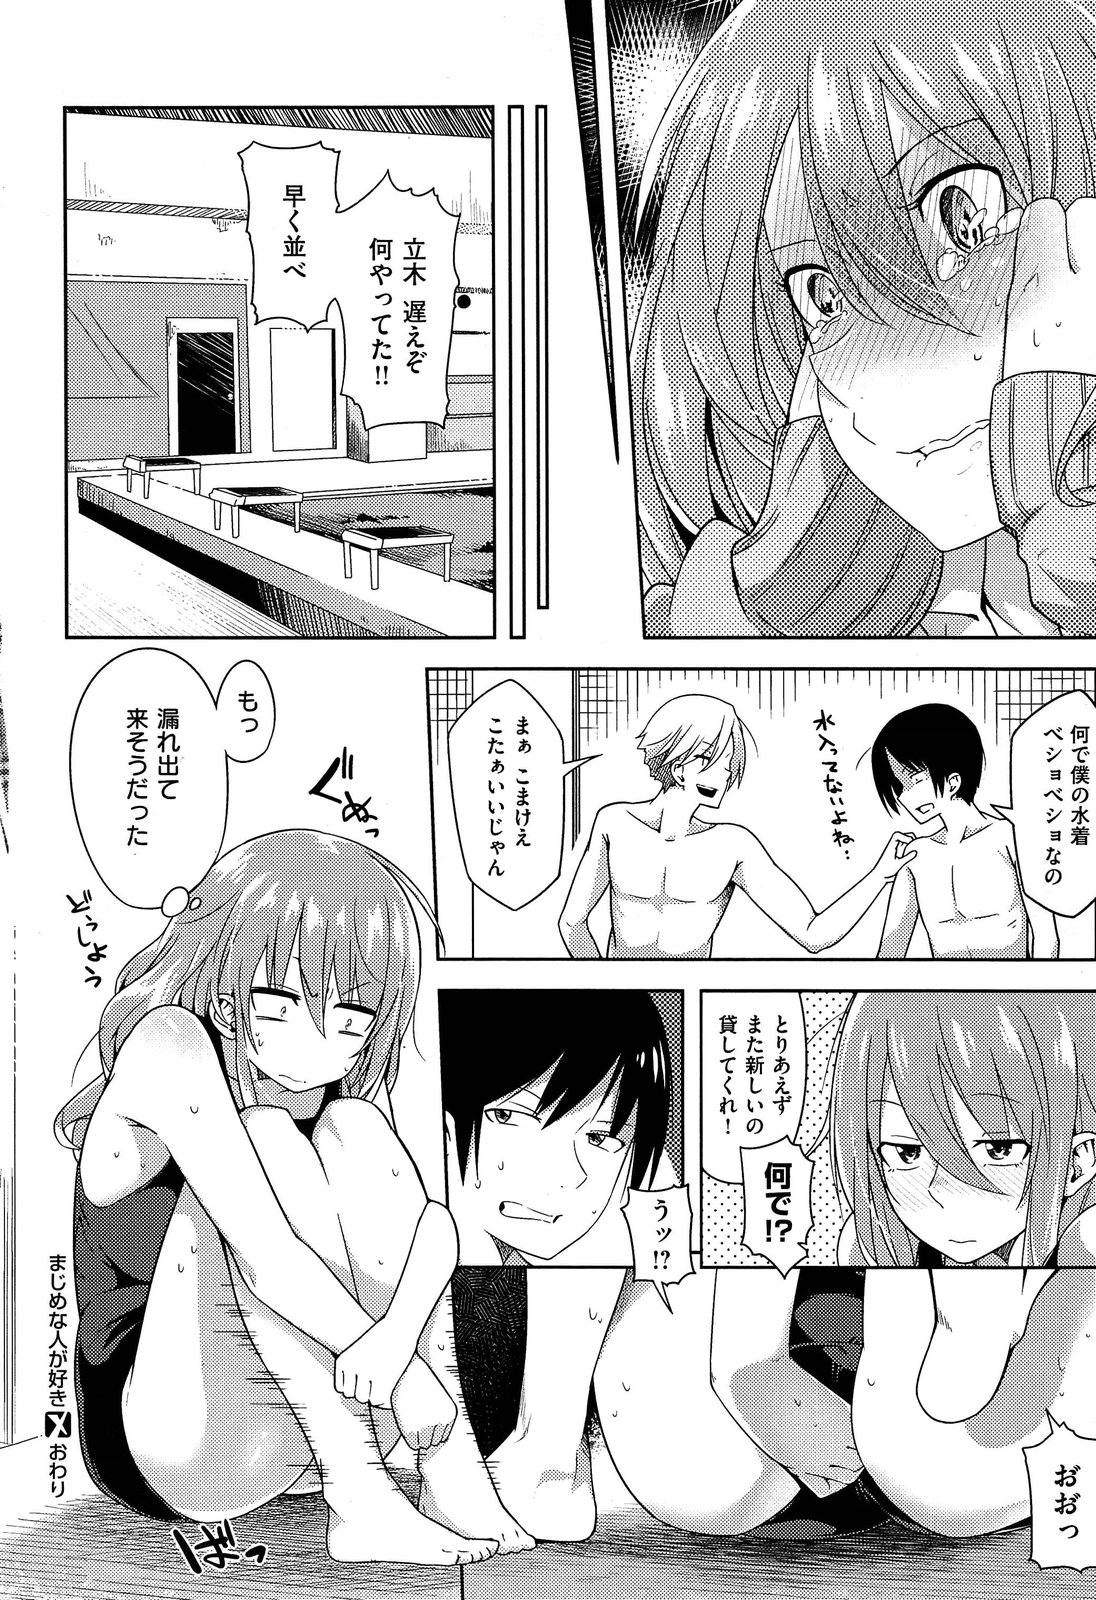 立木 遅えぞ
何やってた!!
早く並べ
何で僕の水着
ベショベショなの
水入ってないよね
まぁ こまけえ
こたぁいいじゃん
とりあえず
また新しいの
貸してくれ!
何で!?
うッ!?
おおっ
もっ
漏れ出て
来そうだった
ぐぬっ
どっしょう
ぼっ
まじめな人が好き X おわり